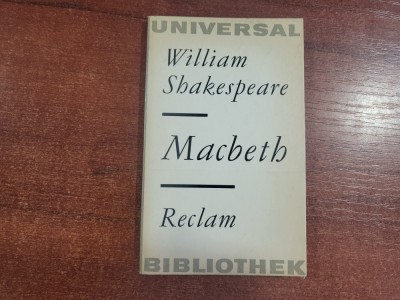 UNIVERSAL
William
Shakespeare
Macbeth
Reclam
BIBLIOTHEK